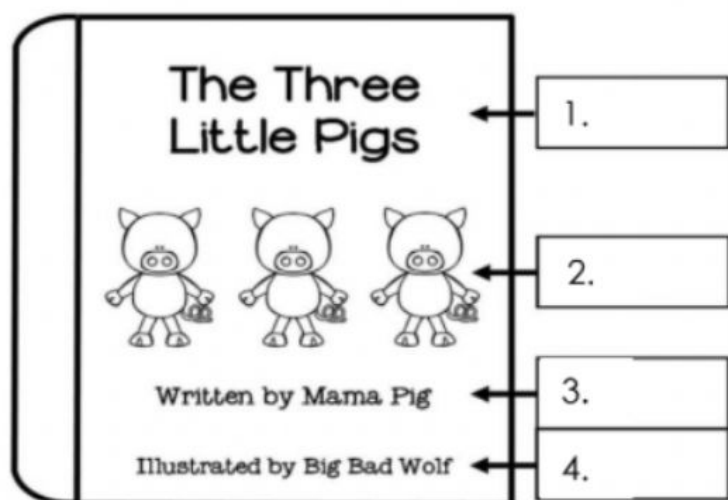 The Three
Little Pigs
1.
2.
Written by Mama Pig
3.
Illustrated by Big Bad Wolf
4.